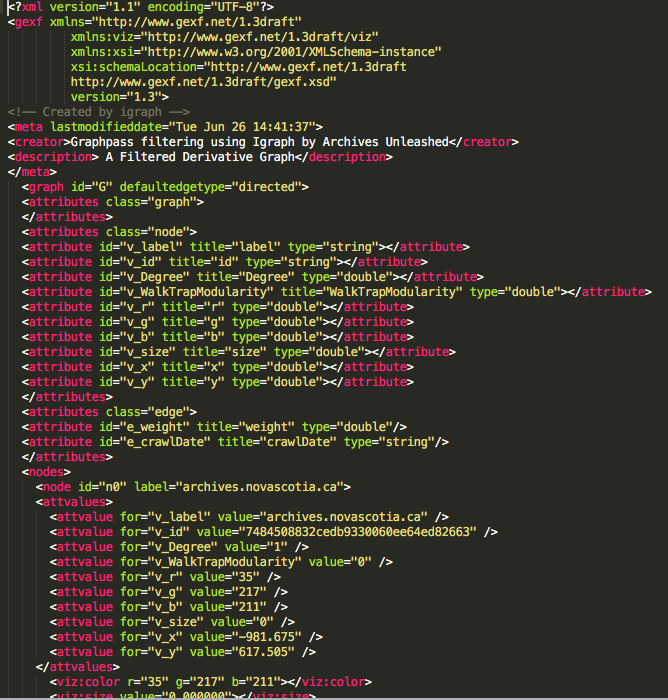 <?xml version="1.1" encoding="UTF-8"?>
<gexf xmlns="http://www.gexf.net/1.3draft"
xmlns:viz="http://www.gexf.net/1.3draft/viz"
xmlns:xsi="http://www.w3.org/2001/XMLSchema-instance"
xsi:schemaLocation="http://www.gexf.net/1.3draft
http://www.gexf.net/1.3draft/gexf.xsd"
version="1.3">
<!-- Created by igraph -->
<meta lastmodifieddate="Tue Jun 26 14:41:37">
<creator>Graphpass filtering using Igraph by Archives Unleashed</creator>
<description> A Filtered Derivative Graph</description>
</meta>
<graph id="G" defaultedgetype="directed">
<attributes class="graph">
</attributes>
<attributes class="node">
<attribute id="v_label" title="label" type="string"></attribute>
<attribute id="v_id" title="id" type="string"></attribute>
<attribute id="v_Degree" title="Degree" type="double"></attribute>
<attribute id="v_WalkTrapModularity" title="WalkTrapModularity" type="double"></attribute>
<attribute id="v_r" title="r" type="double"></attribute>
<attribute id="v_g" title="g" type="double"></attribute>
<attribute id="v_b" title="b" type="double"></attribute>
<attribute id="v_size" title="size" type="double"></attribute>
<attribute id="v_x" title="x" type="double"></attribute>
<attribute id="v_y" title="y" type="double"></attribute>
</attributes>
<attributes class="edge">
<attribute id="e_weight" title="weight" type="double"/>
<attribute id="e_crawlDate" title="crawlDate" type="string"/>
</attributes>
<nodes>
<node id="n0" label="archives.novascotia.ca">
<attvalues>
<attvalue for="v_label" value="archives.novascotia.ca" />
<attvalue for="v_id" value="7484508832cedb9330060ee64ed82663" />
<attvalue for="v_Degree" value="1" />
<attvalue for="v_WalkTrapModularity" value="0" />
<attvalue for="v_r" value="35" />
<attvalue for="v_g" value="217" />
<attvalue for="v_b" value="211" />
<attvalue for="v_size" value="0" />
<attvalue for="v_x" value="-981.675" />
<attvalue for="v_y" value="617.505" />
</attvalues>
<viz:color r="35" g="217" b="211"></viz:color>
<viz:size value="0.000000"></viz:size>